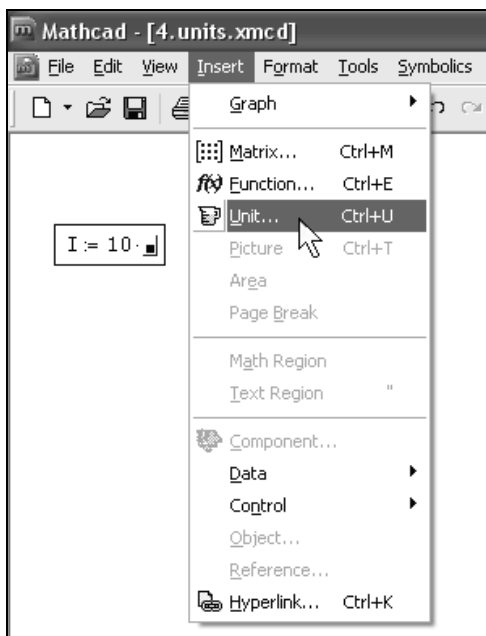 Mathcad - [4.units.xmcd]
File Edit View Insert Format Tools Symbolics
Graph
Matrix... Ctrl+M
f(x) Function... Ctrl+E
Unit... Ctrl+U
I := 10 ·
Picture Ctrl+T
Area
Page Break
Math Region
Text Region "
Component...
Data
Control
Object...
Reference...
Hyperlink... Ctrl+K